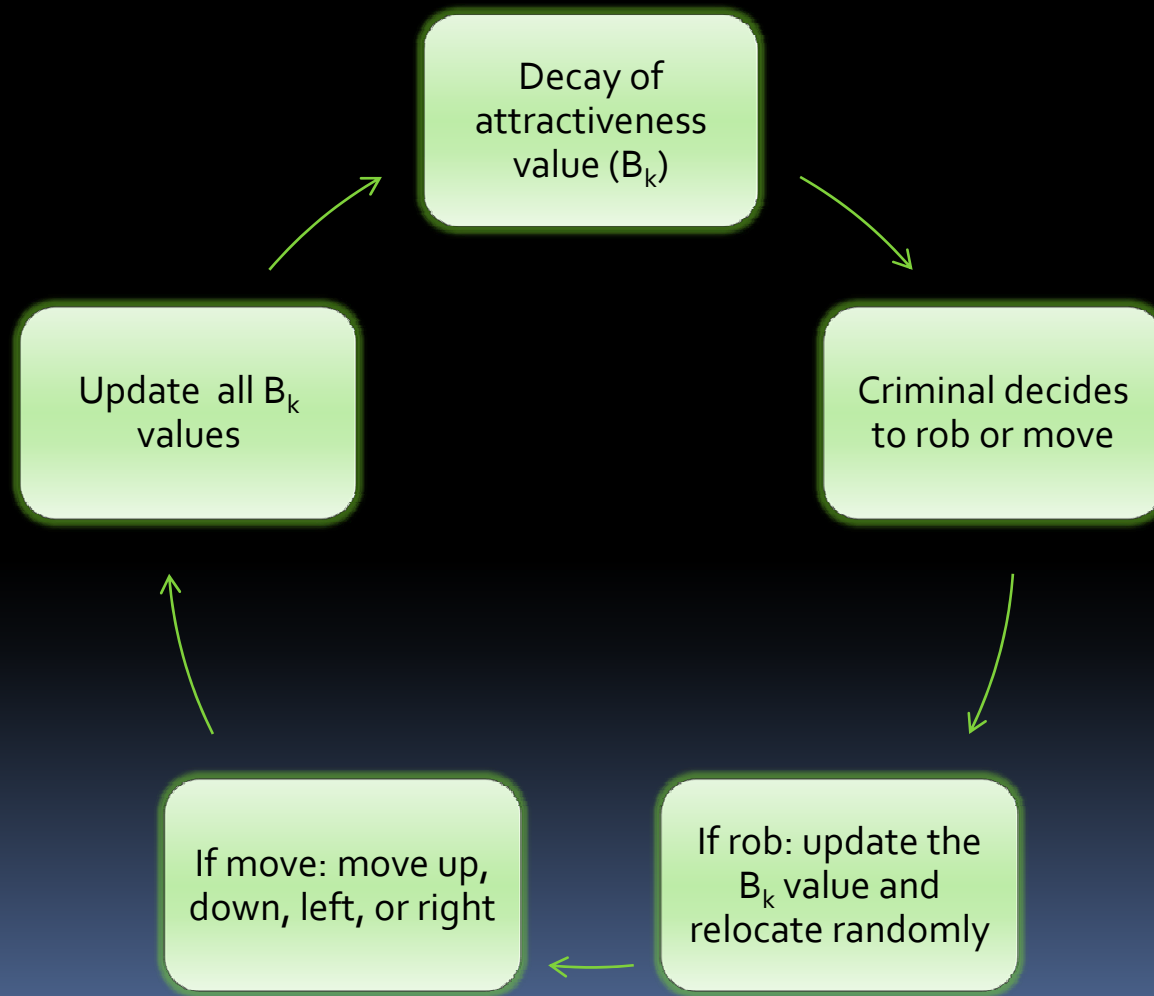 Decay of
attractiveness
value (Bₖ)
Criminal decides
to rob or move
If rob: update the
Bₖ value and
relocate randomly
If move: move up,
down, left, or right
Update  all Bₖ
values